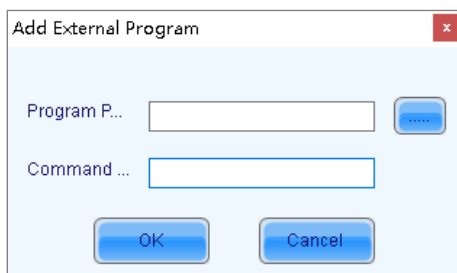 Add External Program
x
Program P...
.....
Command ...
OK Cancel